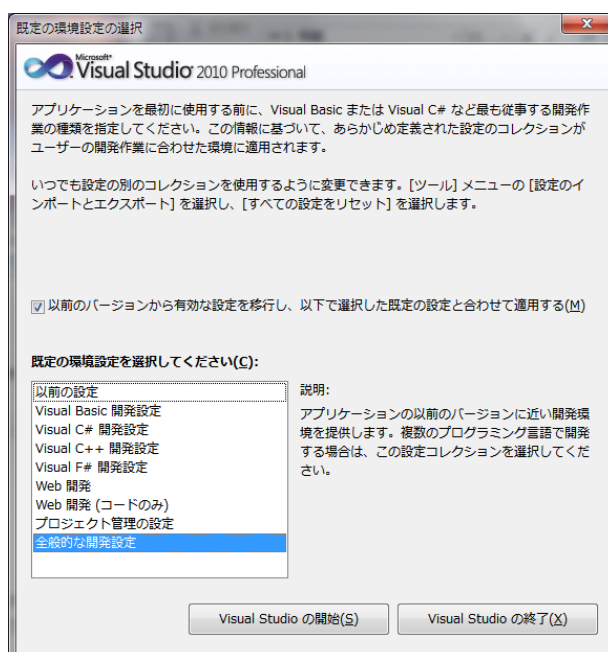 既定の環境設定の選択
Microsoft
Visual Studio 2010 Professional
アプリケーションを最初に使用する前に、Visual Basic または Visual C# など最も従事する開発作
業の種類を指定してください。この情報に基づいて、あらかじめ定義された設定のコレクションが
ユーザーの開発作業に合わせた環境に適用されます。
いつでも設定の別のコレクションを使用するように変更できます。[ツール] メニューの [設定のイ
ンポートとエクスポート] を選択し、[すべての設定をリセット] を選択します。
以前のバージョンから有効な設定を移行し、以下で選択した既定の設定と合わせて適用する(M)
既定の環境設定を選択してください(C):
以前の設定
Visual Basic 開発設定
Visual C# 開発設定
Visual C++ 開発設定
Visual F# 開発設定
Web 開発
Web 開発 (コードのみ)
プロジェクト管理の設定
全般的な開発設定
説明:
アプリケーションの以前のバージョンに近い開発環
境を提供します。複数のプログラミング言語で開発
する場合は、この設定コレクションを選択してくだ
さい。
Visual Studio の開始(S)
Visual Studio の終了(X)